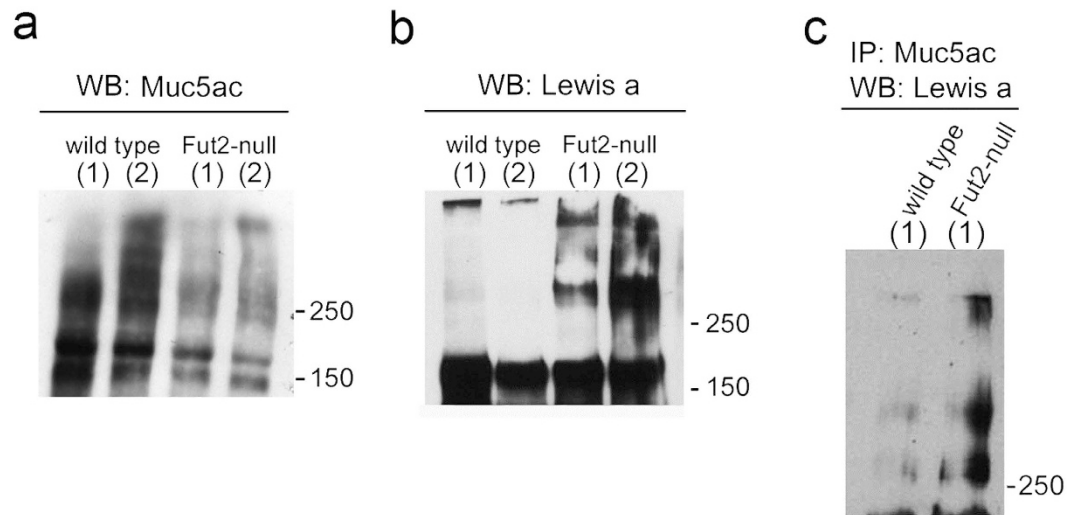 a
WB: Muc5ac
wild type Fut2-null
(1) (2) (1) (2)
-250
-150
b
WB: Lewis a
wild type Fut2-null
(1) (2) (1) (2)
-250
-150
c
IP: Muc5ac
WB: Lewis a
wild type Fut2-null
(1) (1)
-250